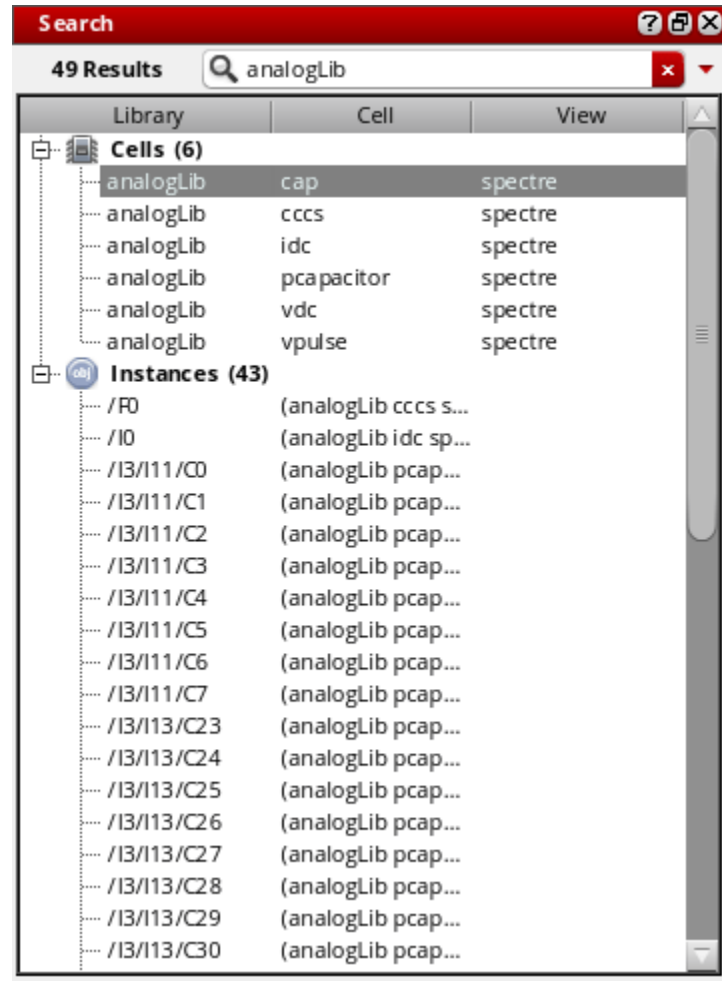 Search
49 Results analogLib
Library Cell View
Cells (6)
analogLib cap spectre
analogLib cccs spectre
analogLib idc spectre
analogLib pcapacitor spectre
analogLib vdc spectre
analogLib vpulse spectre
obj Instances (43)
/F0 (analogLib cccs s...
/I0 (analogLib idc sp...
/I3/I11/C0 (analogLib pcap...
/I3/I11/C1 (analogLib pcap...
/I3/I11/C2 (analogLib pcap...
/I3/I11/C3 (analogLib pcap...
/I3/I11/C4 (analogLib pcap...
/I3/I11/C5 (analogLib pcap...
/I3/I11/C6 (analogLib pcap...
/I3/I11/C7 (analogLib pcap...
/I3/I13/C23 (analogLib pcap...
/I3/I13/C24 (analogLib pcap...
/I3/I13/C25 (analogLib pcap...
/I3/I13/C26 (analogLib pcap...
/I3/I13/C27 (analogLib pcap...
/I3/I13/C28 (analogLib pcap...
/I3/I13/C29 (analogLib pcap...
/I3/I13/C30 (analogLib pcap...